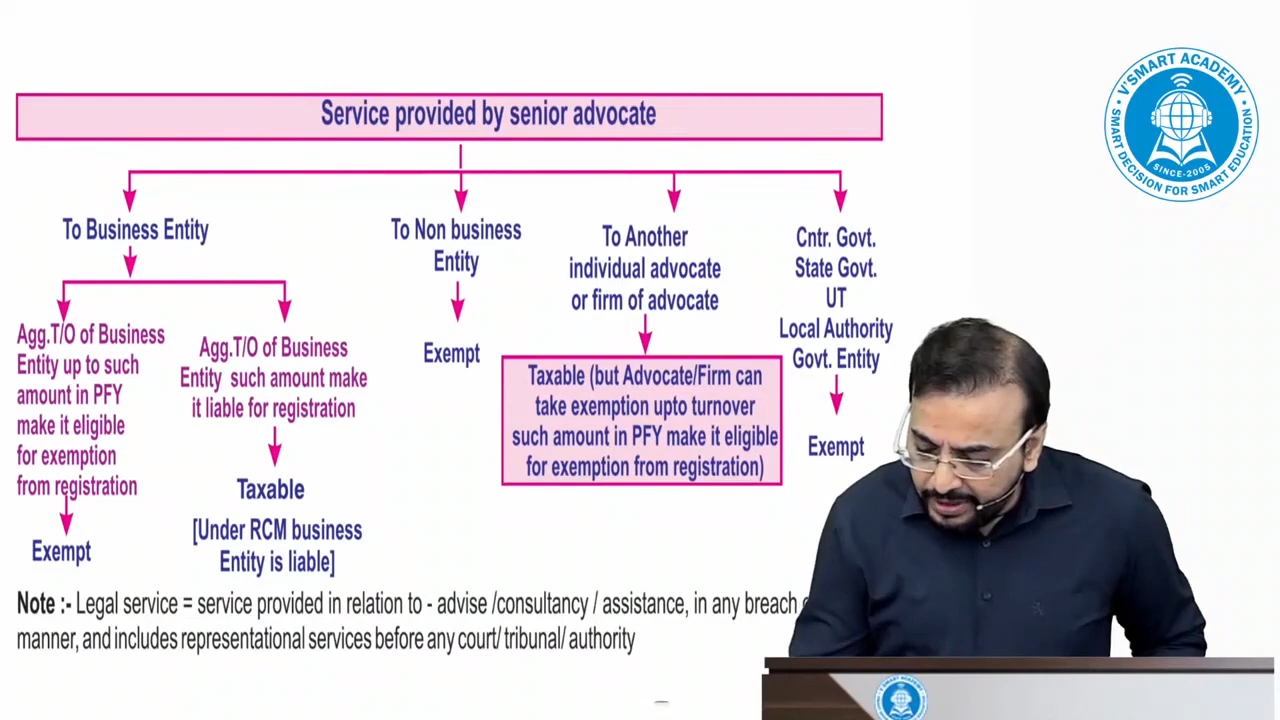 Service provided by senior advocate
To Business Entity
Agg.T/O of Business
Entity up to such
amount in PFY
make it eligible
for exemption
from registration
Exempt
Agg.T/O of Business
Entity such amount make
it liable for registration
Taxable
[Under RCM business
Entity is liable]
To Non business
Entity
Exempt
To Another
individual advocate
or firm of advocate
Taxable (but Advocate/Firm can
take exemption upto turnover
such amount in PFY make it eligible
for exemption from registration)
Cntr. Govt.
State Govt.
UT
Local Authority
Govt. Entity
Exempt
Note :- Legal service = service provided in relation to - advise /consultancy / assistance, in any breach
manner, and includes representational services before any court/ tribunal/ authority
V'SMART ACADEMY
SINCE-2005
SMART DECISION FOR SMART EDUCATION